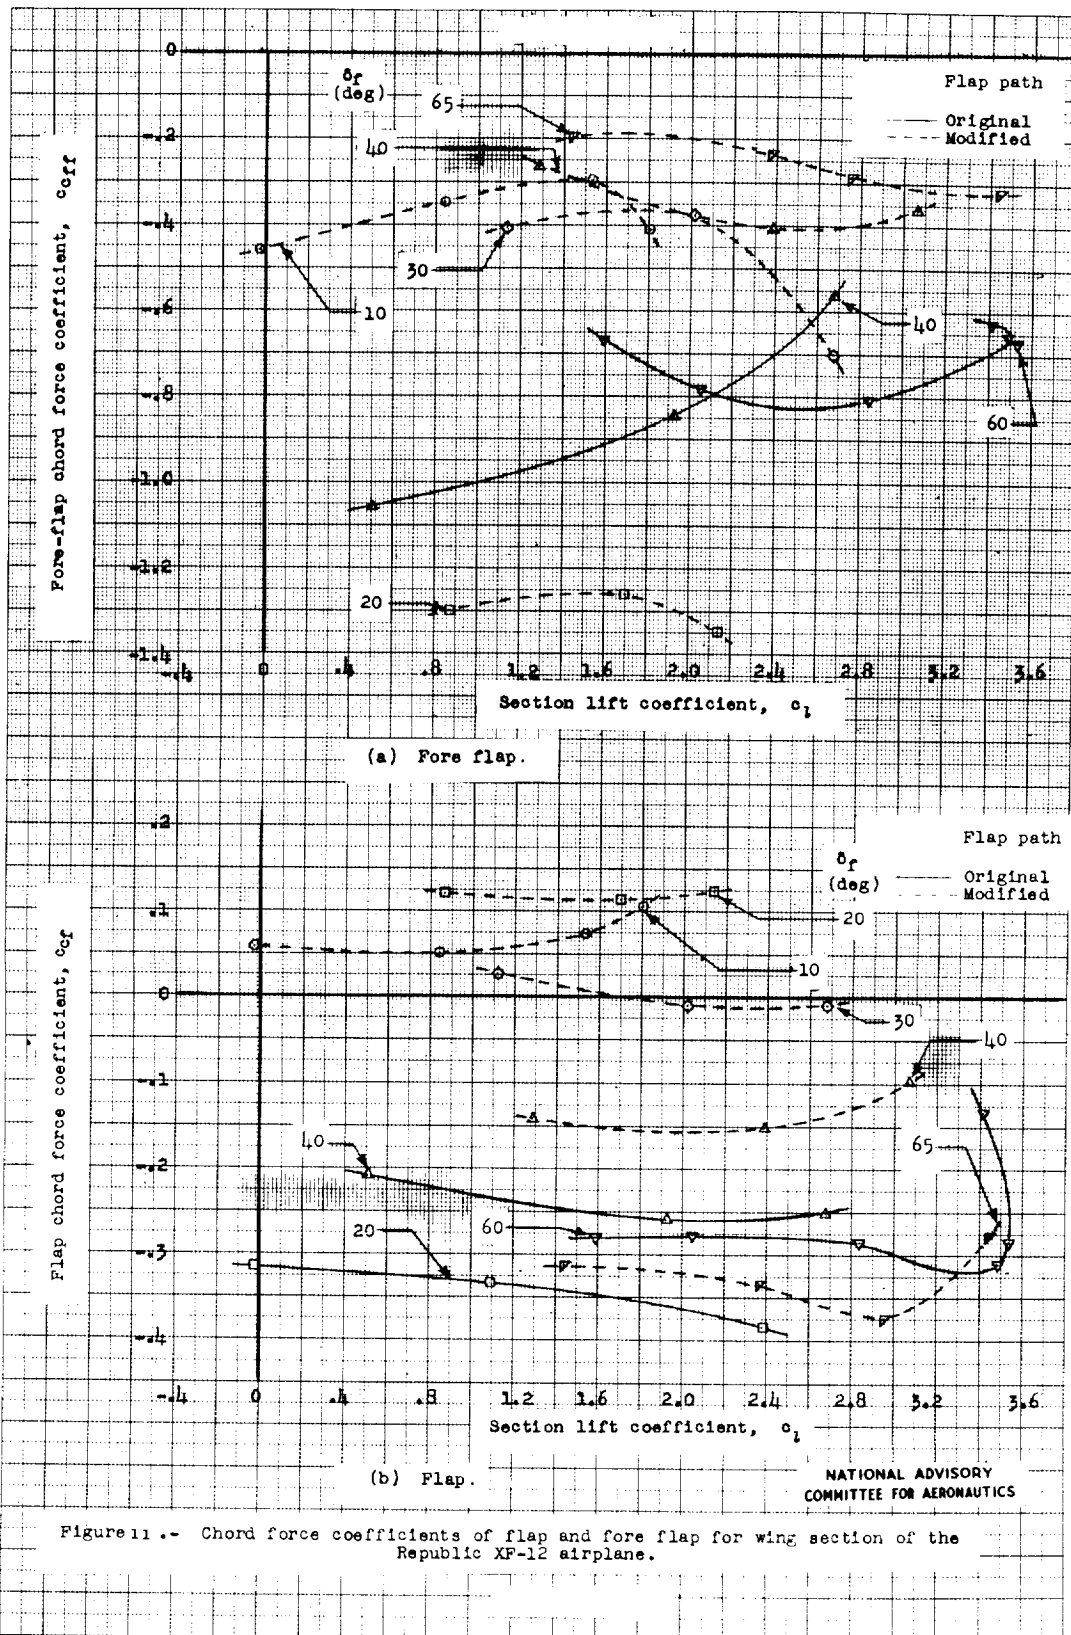 0
δf
(deg)
65
Flap path
Original
Modified
-.2
40
Fore-flap chord force coefficient, ccff
-.4
30
10
-.6
40
-.8
60
-1.0
-1.2
20
-1.4
-.4 0 .4 .8 1.2 1.6 2.0 2.4 2.8 3.2 3.6
Section lift coefficient, cl
(a) Fore flap.
.2
Flap path
δf
(deg)
Original
Modified
.1
20
10
Flap chord force coefficient, ccf
0
30
40
-.1
40
65
-.2
20
60
-.3
-.4
-.4 0 .4 .8 1.2 1.6 2.0 2.4 2.8 3.2 3.6
Section lift coefficient, cl
(b) Flap.
NATIONAL ADVISORY
COMMITTEE FOR AERONAUTICS
Figure 11 .- Chord force coefficients of flap and fore flap for wing section of the
Republic XF-12 airplane.